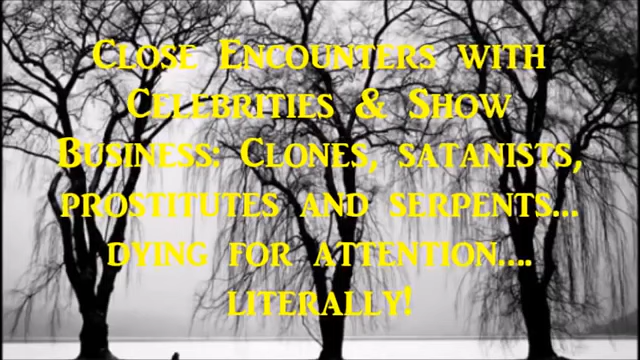 Close Encounters with
Celebrities & Show
Business: Clones, satanists,
prostitutes and serpents...
dying for attention....
literally!